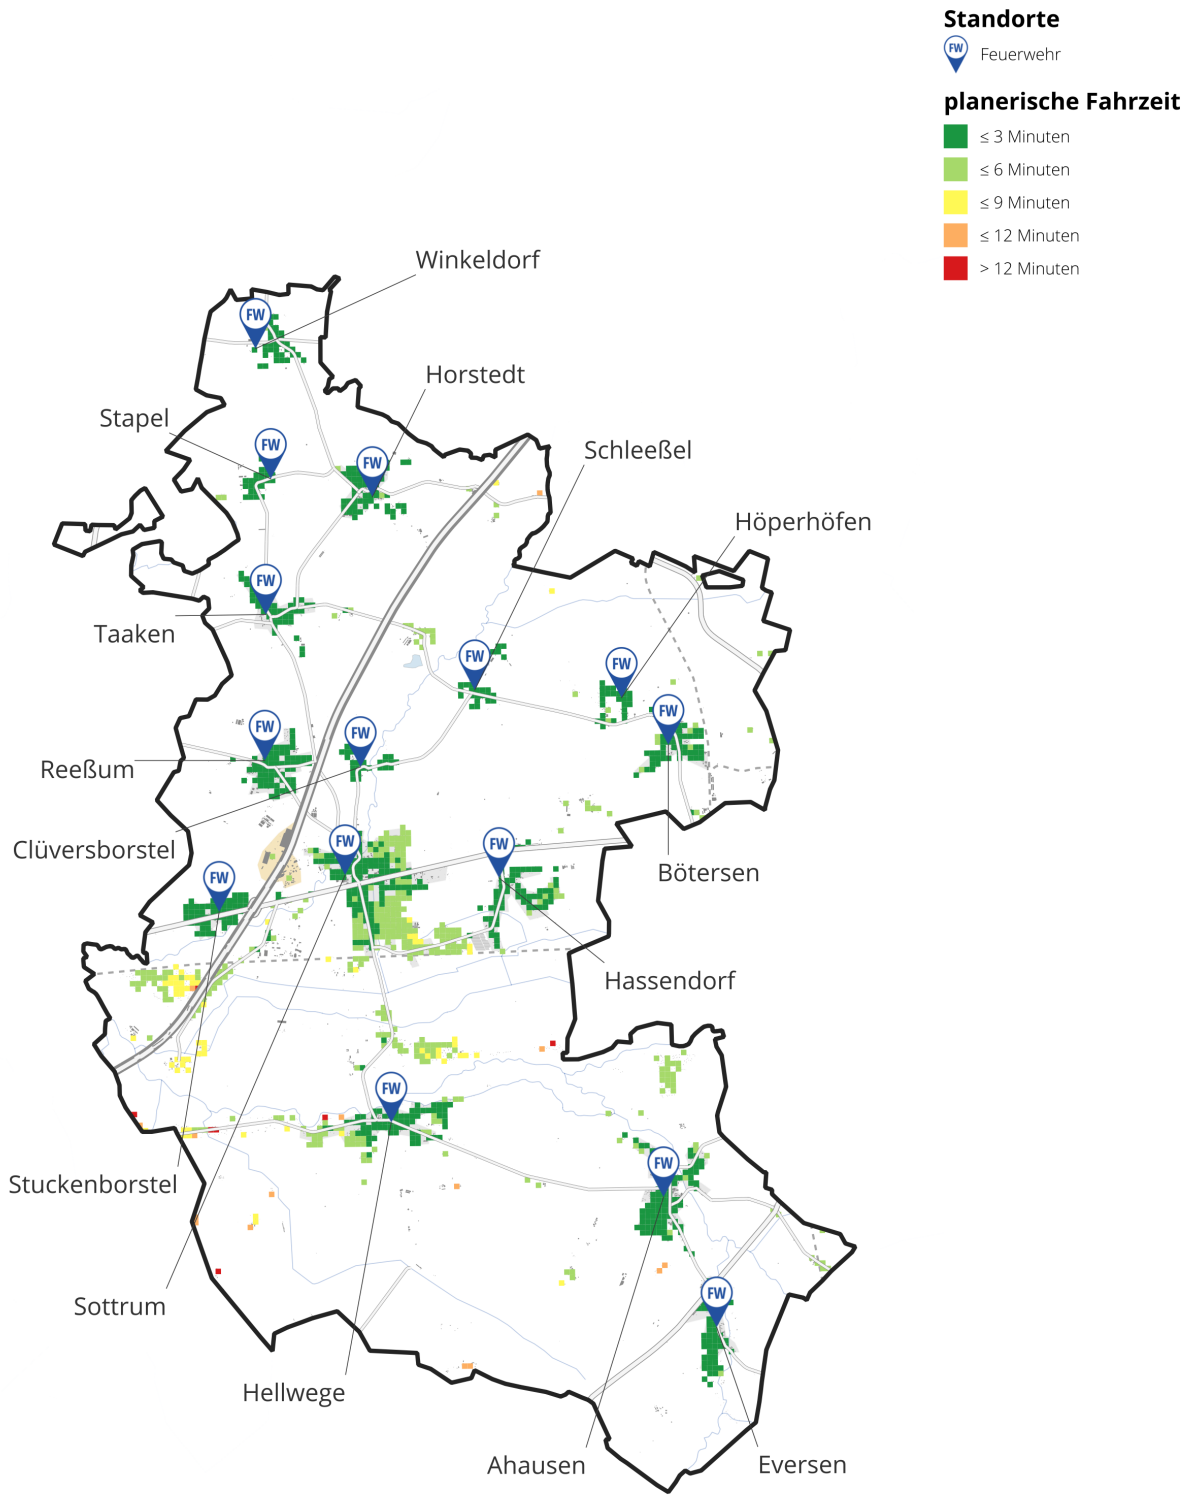 Standorte
FW Feuerwehr
planerische Fahrzeit
≤ 3 Minuten
≤ 6 Minuten
≤ 9 Minuten
≤ 12 Minuten
> 12 Minuten
Winkeldorf
FW
Horstedt
Stapel
FW
FW
Schleeßel
Höperhöfen
FW
Taaken
FW
FW
FW
FW
FW
Reeßum
Clüversborstel
FW
FW
Bötersen
FW
Hassendorf
FW
Stuckenborstel
FW
Sottrum
FW
Hellwege
Ahausen
Eversen